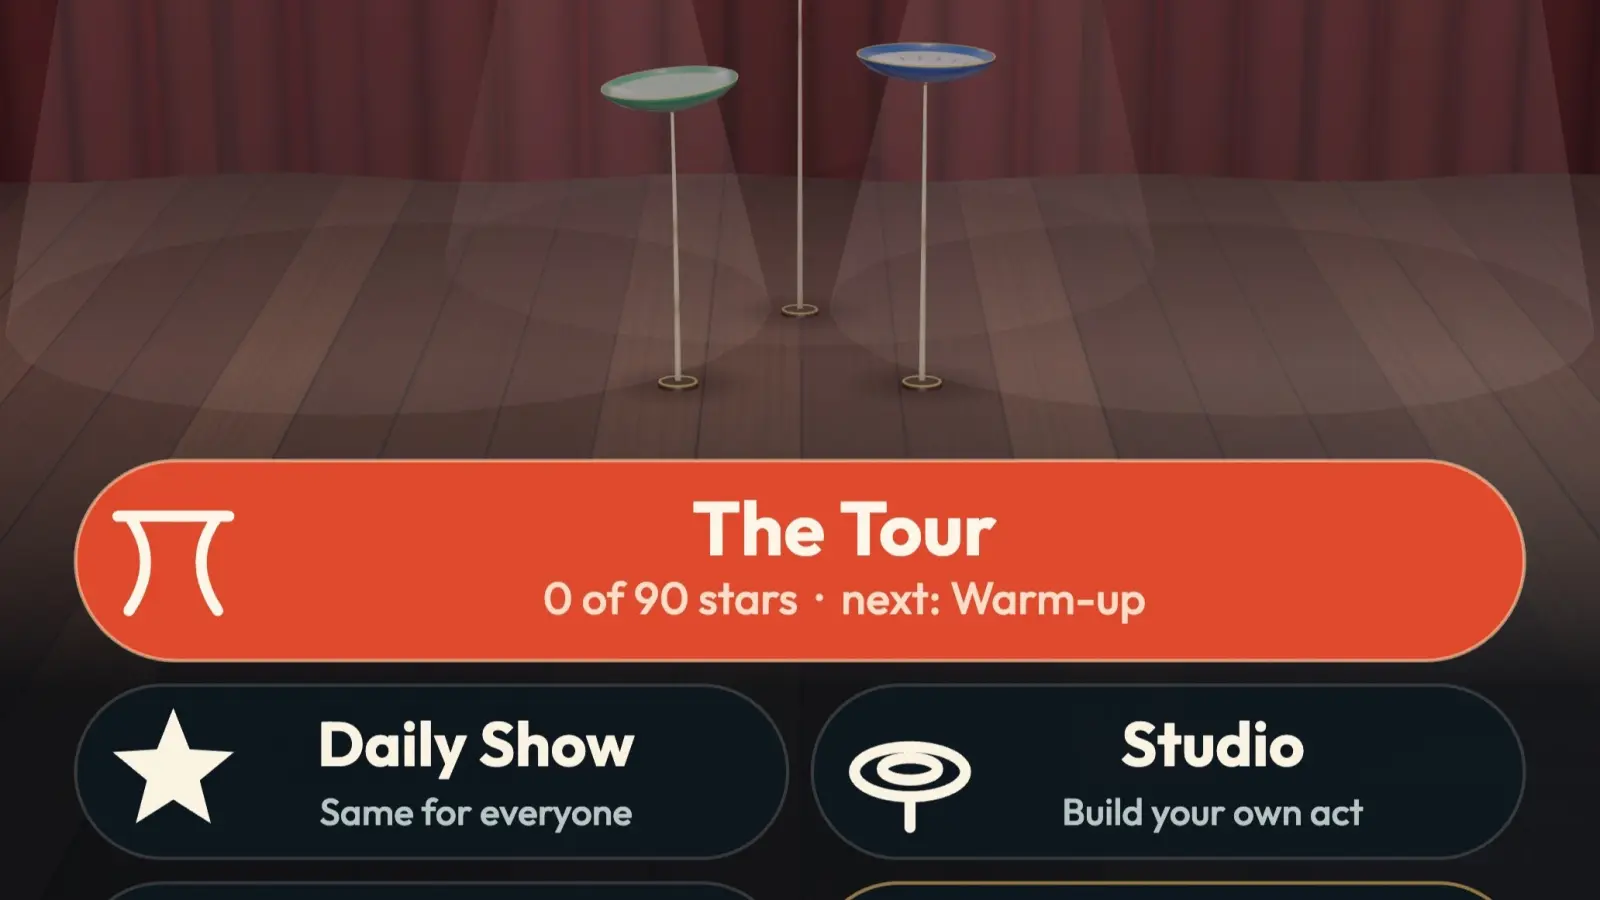 The Tour
0 of 90 stars · next: Warm-up
Daily Show
Same for everyone
Studio
Build your own act